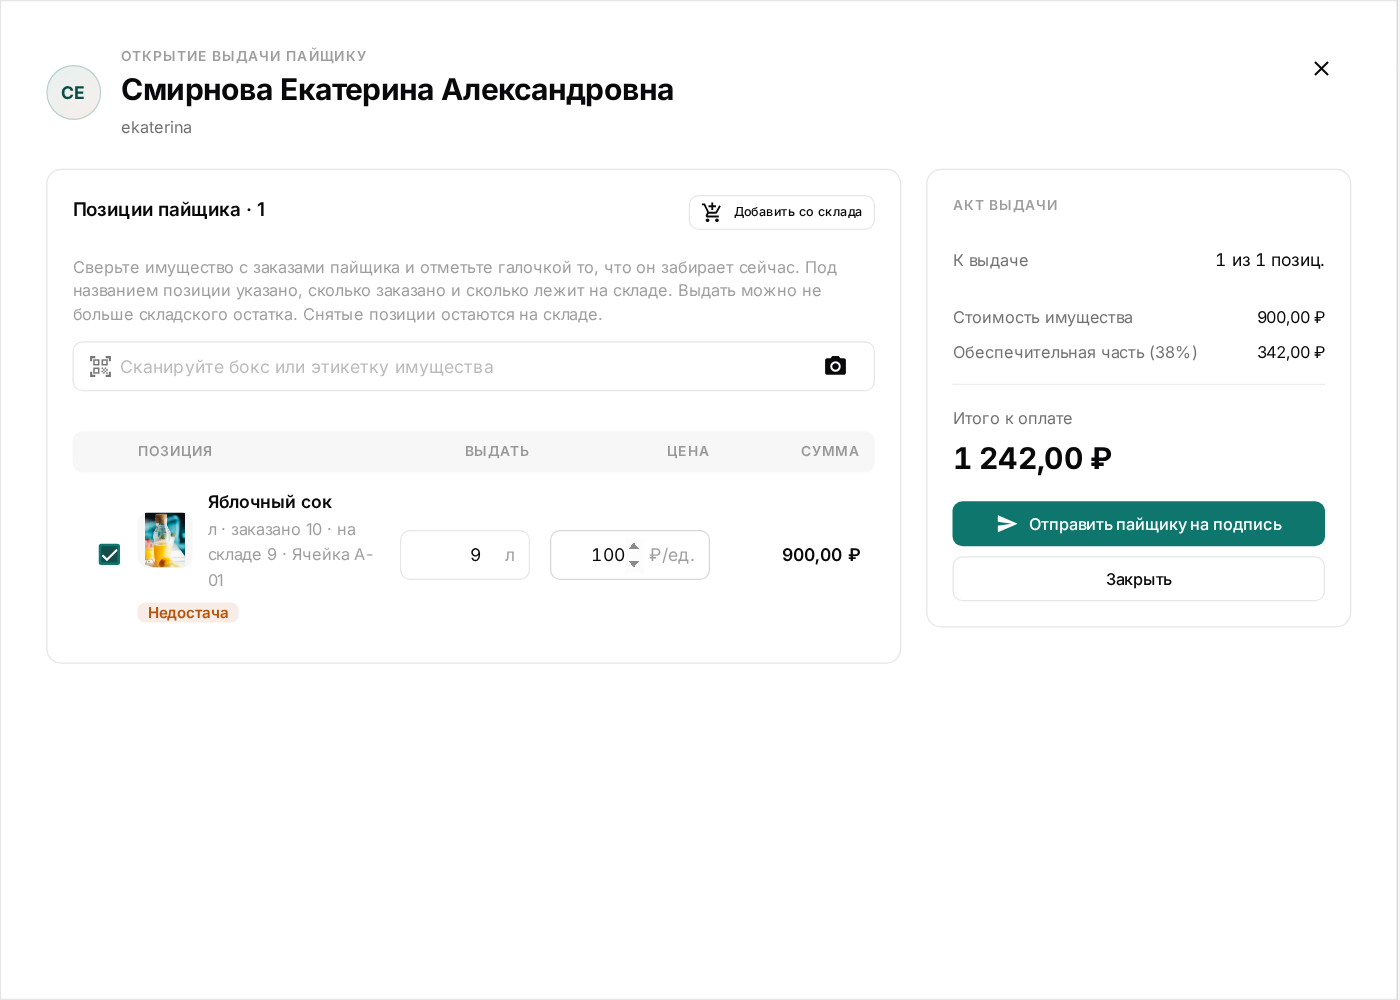 ОТКРЫТИЕ ВЫДАЧИ ПАЙЩИКУ
СЕ
Смирнова Екатерина Александровна
ekaterina
Позиции пайщика · 1
Добавить со склада
Сверьте имущество с заказами пайщика и отметьте галочкой то, что он забирает сейчас. Под
названием позиции указано, сколько заказано и сколько лежит на складе. Выдать можно не
больше складского остатка. Снятые позиции остаются на складе.
Сканируйте бокс или этикетку имущества
ПОЗИЦИЯ ВЫДАТЬ ЦЕНА СУММА
Яблочный сок
л · заказано 10 · на
складе 9 · Ячейка А-
01
9 л 100 ₽/ед. 900,00 ₽
Недостача
АКТ ВЫДАЧИ
К выдаче 1 из 1 позиц.
Стоимость имущества 900,00 ₽
Обеспечительная часть (38%) 342,00 ₽
Итого к оплате
1 242,00 ₽
Отправить пайщику на подпись
Закрыть